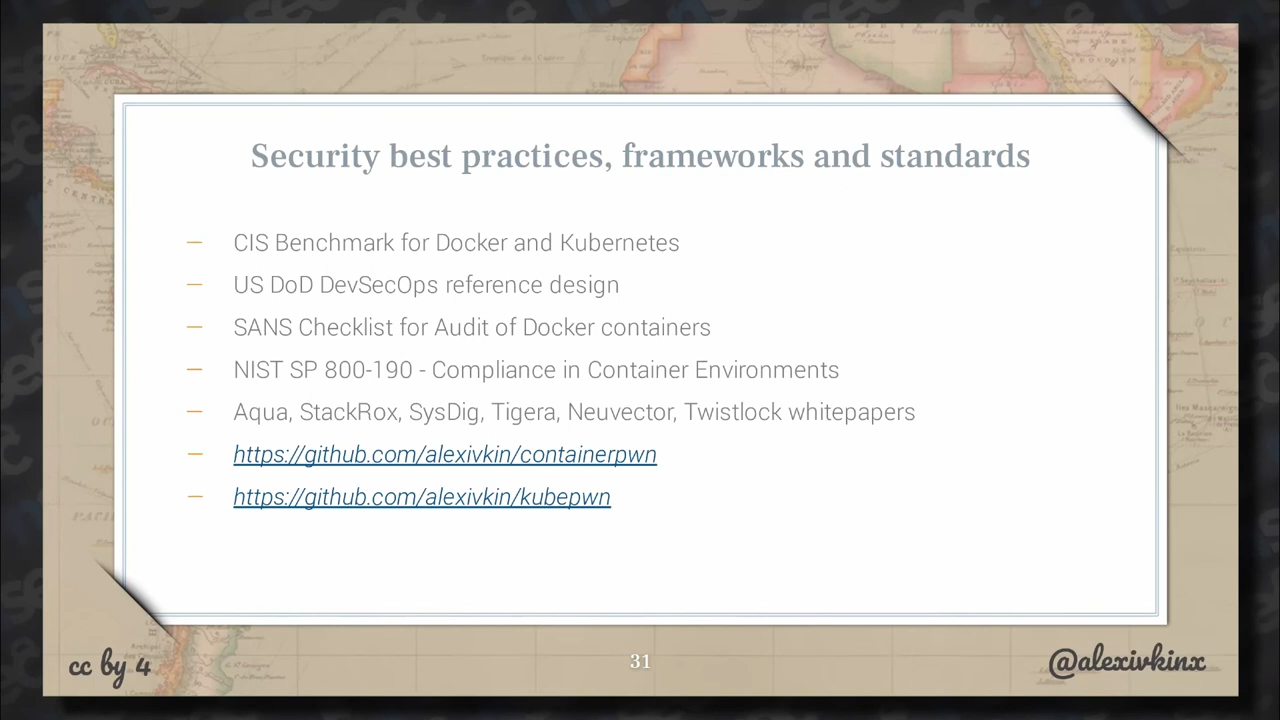 Security best practices, frameworks and standards
— CIS Benchmark for Docker and Kubernetes
— US DoD DevSecOps reference design
— SANS Checklist for Audit of Docker containers
— NIST SP 800-190 - Compliance in Container Environments
— Aqua, StackRox, SysDig, Tigera, Neuvector, Twistlock whitepapers
— https://github.com/alexivkin/containerpwn
— https://github.com/alexivkin/kubepwn
cc by 4
31
@alexivkinx